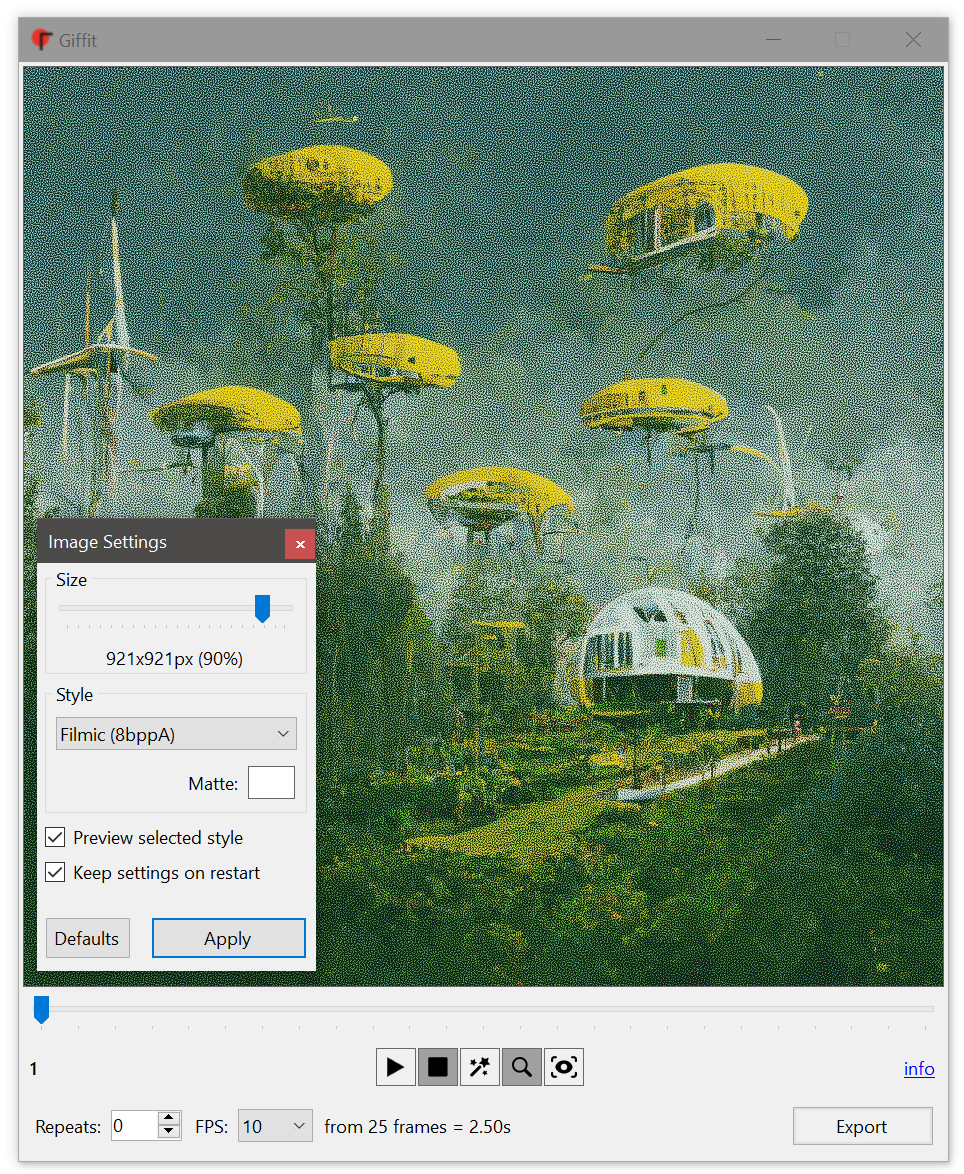 Giffit
Image Settings
Size
921x921px (90%)
Style
Filmic (8bppA)
Matte:
Preview selected style
Keep settings on restart
Defaults
Apply
1
info
Repeats: 0 FPS: 10 from 25 frames = 2.50s
Export